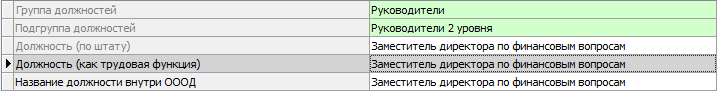 Группа должностей Руководители
Подгруппа должностей Руководители 2 уровня
Должность (по штату) Заместитель директора по финансовым вопросам
Должность (как трудовая функция) Заместитель директора по финансовым вопросам
Название должности внутри ОООД Заместитель директора по финансовым вопросам